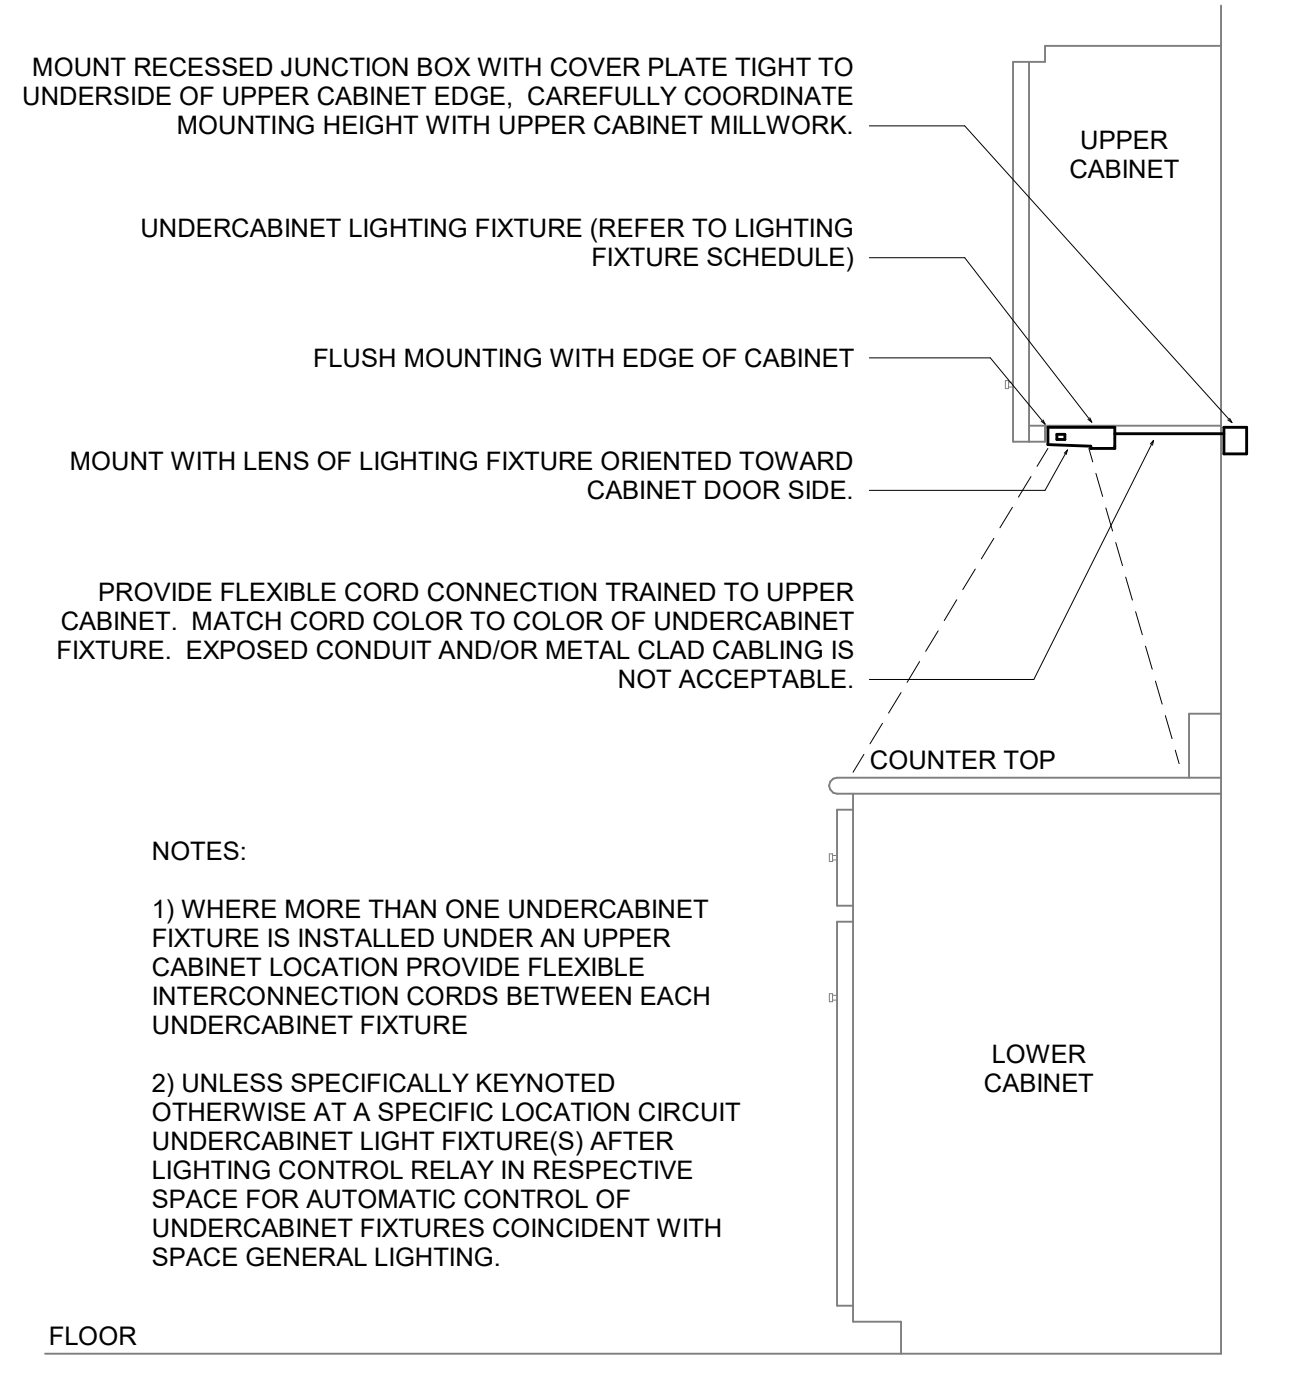 MOUNT RECESSED JUNCTION BOX WITH COVER PLATE TIGHT TO
UNDERSIDE OF UPPER CABINET EDGE,  CAREFULLY COORDINATE
MOUNTING HEIGHT WITH UPPER CABINET MILLWORK.
UPPER
CABINET
UNDERCABINET LIGHTING FIXTURE (REFER TO LIGHTING
FIXTURE SCHEDULE)
FLUSH MOUNTING WITH EDGE OF CABINET
MOUNT WITH LENS OF LIGHTING FIXTURE ORIENTED TOWARD
CABINET DOOR SIDE.
PROVIDE FLEXIBLE CORD CONNECTION TRAINED TO UPPER
CABINET.  MATCH CORD COLOR TO COLOR OF UNDERCABINET
FIXTURE.  EXPOSED CONDUIT AND/OR METAL CLAD CABLING IS
NOT ACCEPTABLE.
COUNTER TOP
NOTES:
1) WHERE MORE THAN ONE UNDERCABINET
FIXTURE IS INSTALLED UNDER AN UPPER
CABINET LOCATION PROVIDE FLEXIBLE
INTERCONNECTION CORDS BETWEEN EACH
UNDERCABINET FIXTURE
2) UNLESS SPECIFICALLY KEYNOTED
OTHERWISE AT A SPECIFIC LOCATION CIRCUIT
UNDERCABINET LIGHT FIXTURE(S) AFTER
LIGHTING CONTROL RELAY IN RESPECTIVE
SPACE FOR AUTOMATIC CONTROL OF
UNDERCABINET FIXTURES COINCIDENT WITH
SPACE GENERAL LIGHTING.
LOWER
CABINET
FLOOR